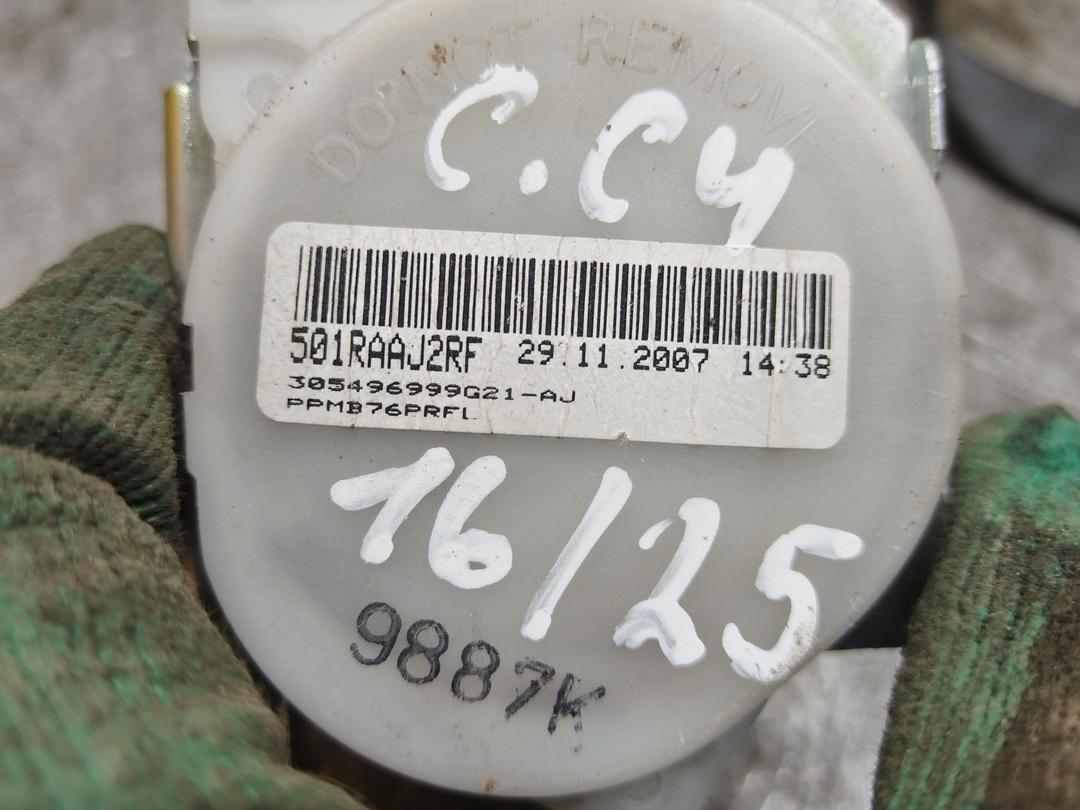 DO NOT REMOVE
C.C4
501RAAJ2RF 29.11.2007 14:38
305496999G21-AJ
PPMB76PRFL
16/25
9887K